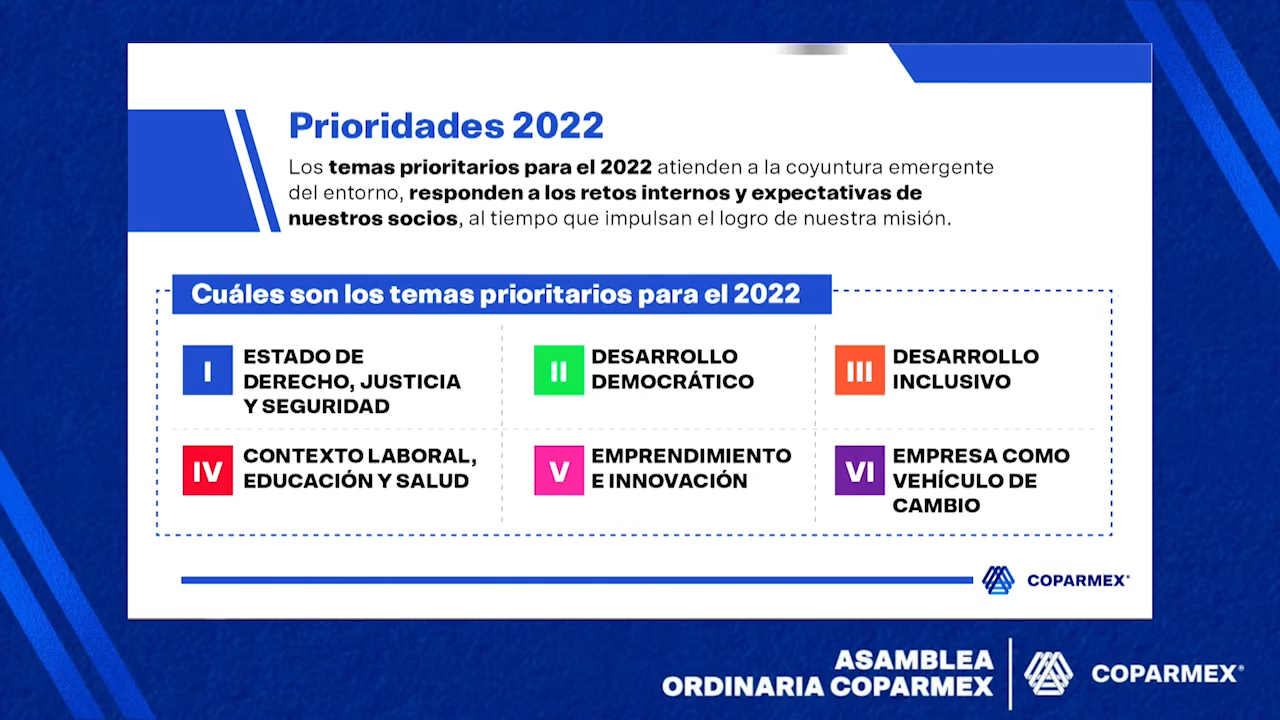 Prioridades 2022
Los temas prioritarios para el 2022 atienden a la coyuntura emergente
del entorno, responden a los retos internos y expectativas de
nuestros socios, al tiempo que impulsan el logro de nuestra misión.
Cuáles son los temas prioritarios para el 2022
I
ESTADO DE
DERECHO, JUSTICIA
Y SEGURIDAD
II
DESARROLLO
DEMOCRÁTICO
III
DESARROLLO
INCLUSIVO
IV
CONTEXTO LABORAL,
EDUCACIÓN Y SALUD
V
EMPRENDIMIENTO
E INNOVACIÓN
VI
EMPRESA COMO
VEHÍCULO DE
CAMBIO
COPARMEX®
ASAMBLEA
ORDINARIA COPARMEX
COPARMEX®